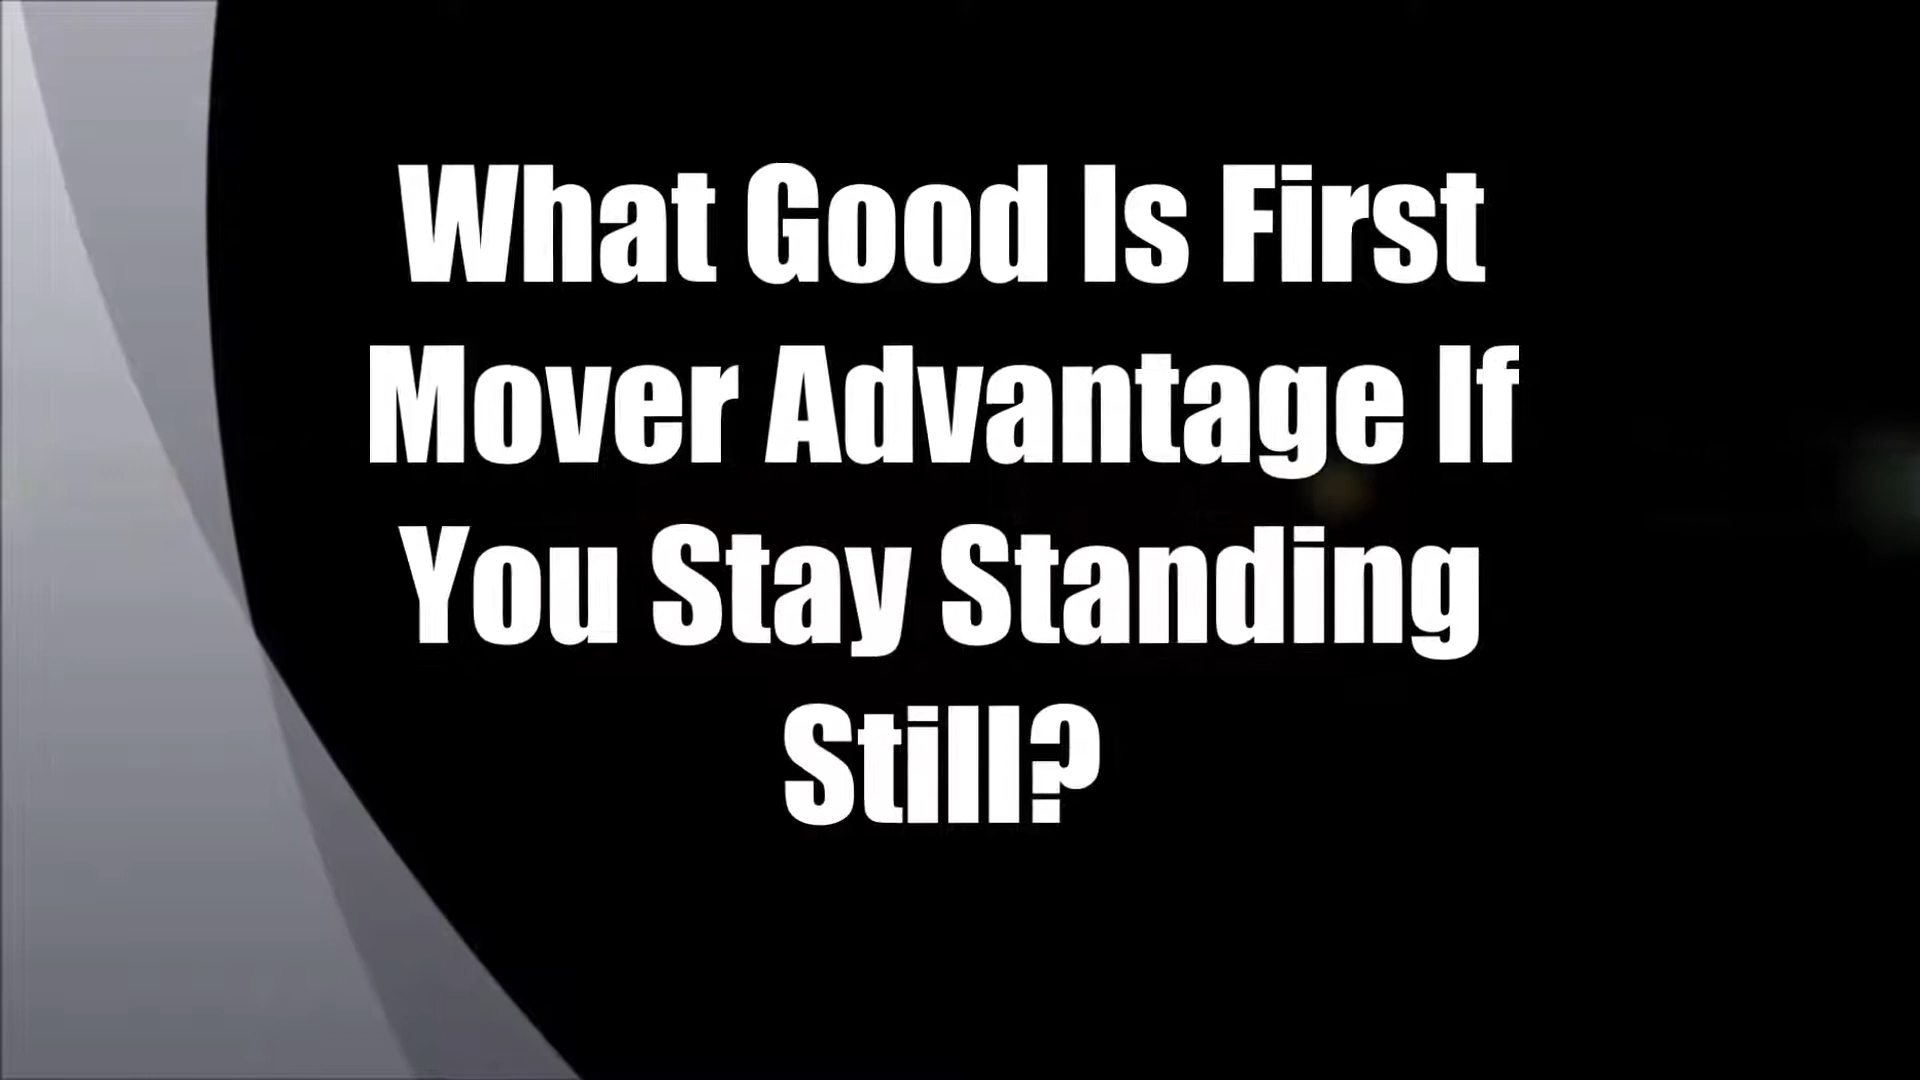 What Good Is First
Mover Advantage If
You Stay Standing
Still?